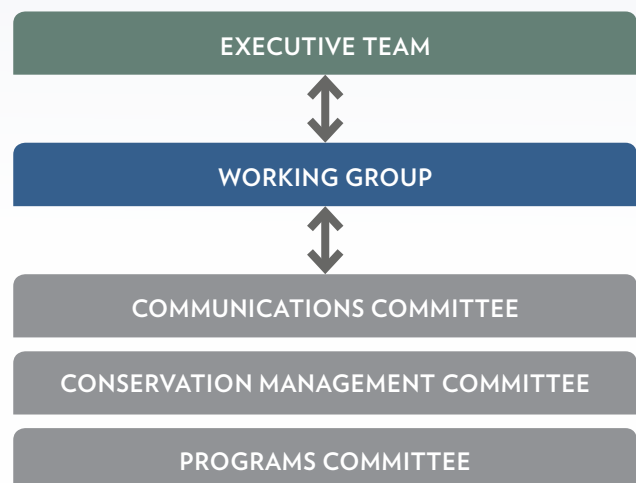 EXECUTIVE TEAM
WORKING GROUP
COMMUNICATIONS COMMITTEE
CONSERVATION MANAGEMENT COMMITTEE
PROGRAMS COMMITTEE